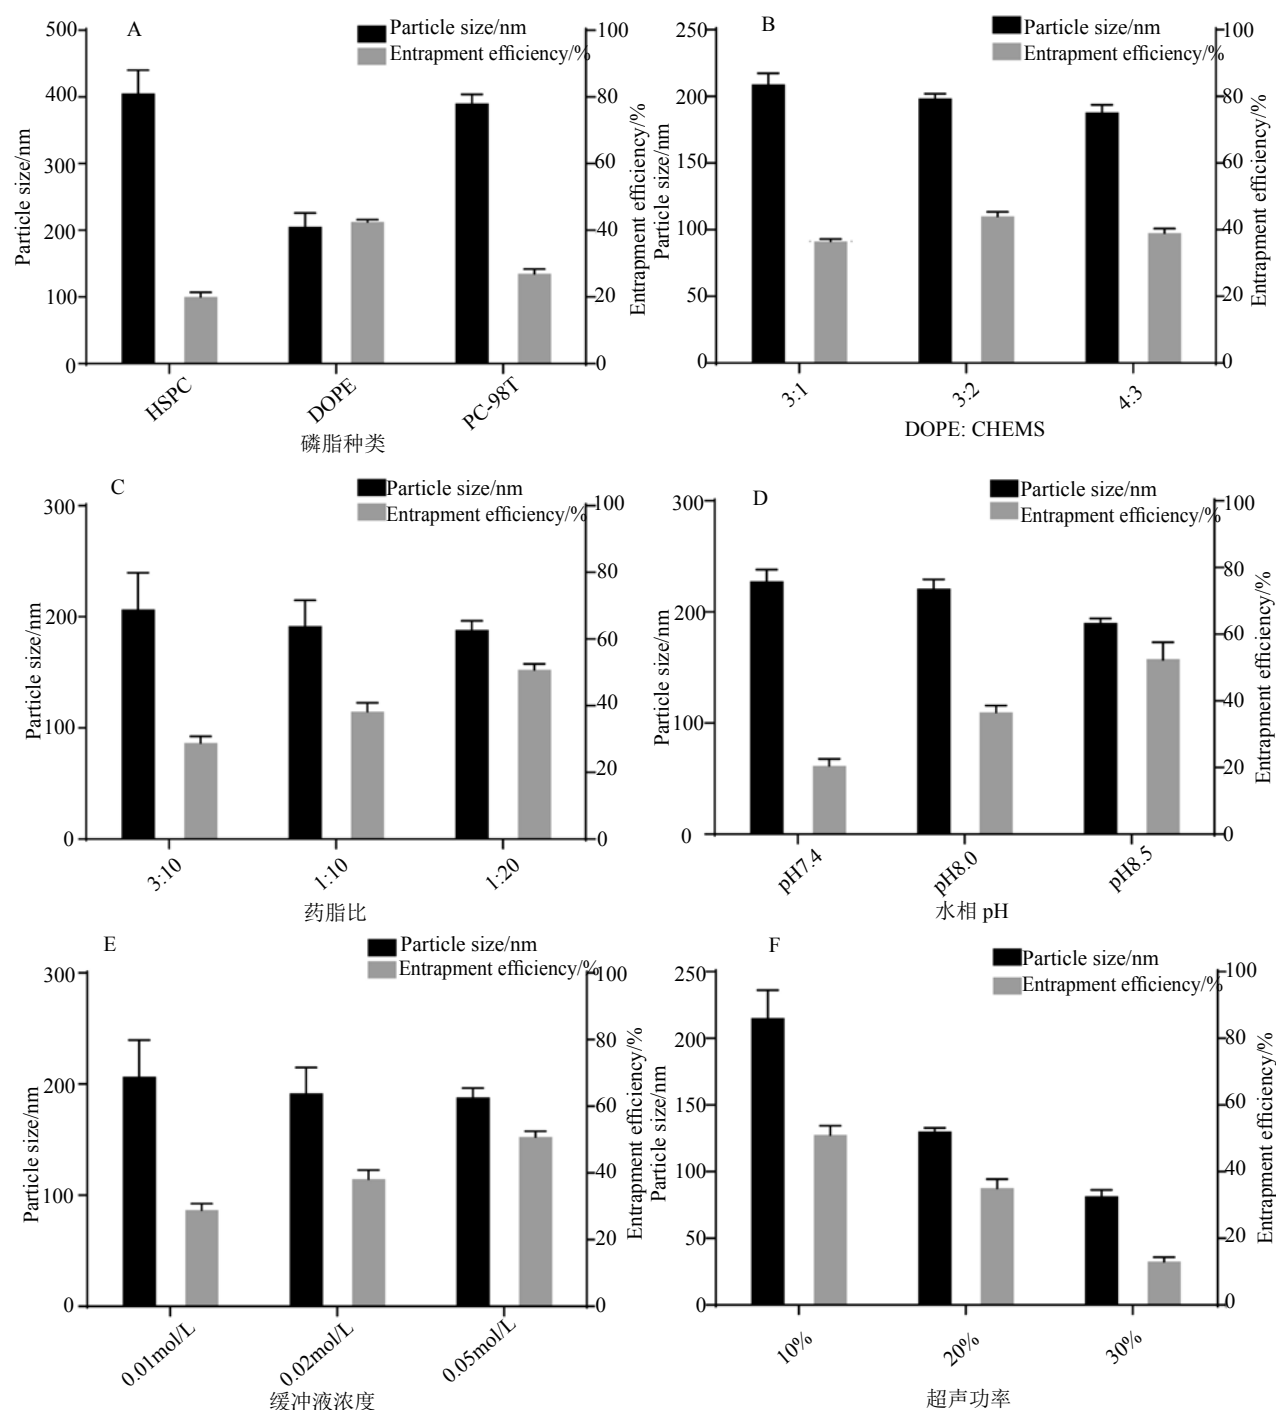 A
Particle size/nm
Entrapment efficiency/%
500
400
300
200
100
0
Particle size/nm
100
80
60
40
20
0
Entrapment efficiency/%
HSPC
DOPE
PC-98T
磷脂种类
B
Particle size/nm
Entrapment efficiency/%
250
200
150
100
50
0
Particle size/nm
100
80
60
40
20
0
Entrapment efficiency/%
3:1
3:2
4:3
DOPE: CHEMS
C
Particle size/nm
Entrapment efficiency/%
300
200
100
0
Particle size/nm
100
80
60
40
20
0
3:10
1:10
1:20
药脂比
D
Particle size/nm
Entrapment efficiency/%
300
200
100
0
Particle size/nm
100
80
60
40
20
0
Entrapment efficiency/%
pH7.4
pH8.0
pH8.5
水相 pH
E
Particle size/nm
Entrapment efficiency/%
300
200
100
0
Particle size/nm
100
80
60
40
20
0
Entrapment efficiency/%
0.01mol/L
0.02mol/L
0.05mol/L
缓冲液浓度
F
Particle size/nm
Entrapment efficiency/%
250
200
150
100
50
0
Particle size/nm
100
80
60
40
20
0
Entrapment efficiency/%
10%
20%
30%
超声功率